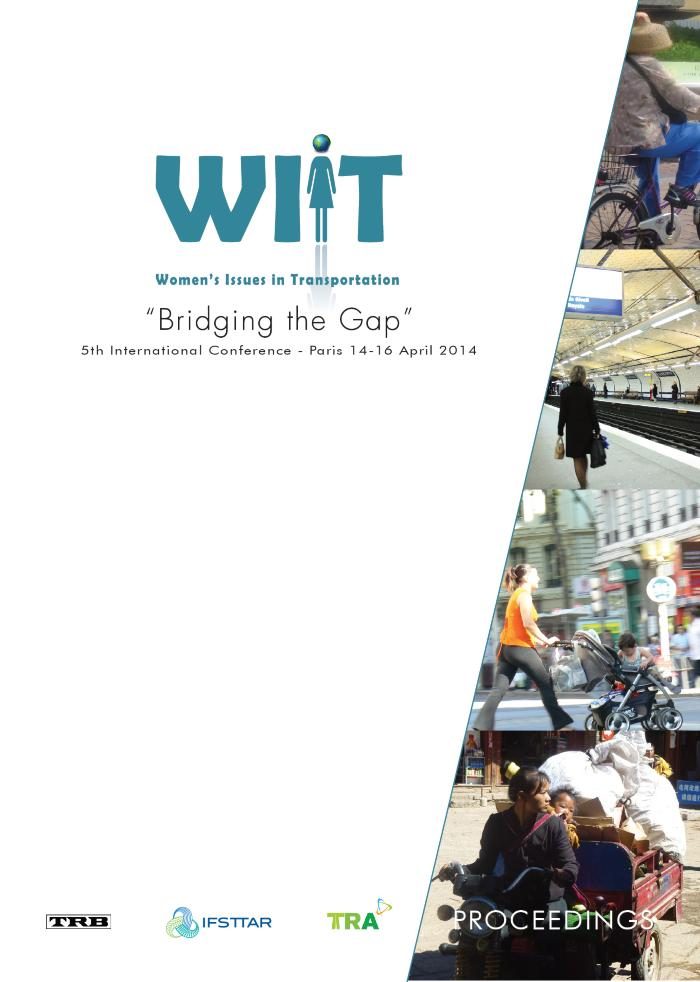 WIIT
Women's Issues in Transportation
"Bridging the Gap"
5th International Conference - Paris 14-16 April 2014
TRB
IFSTTAR
TRA
PROCEEDINGS